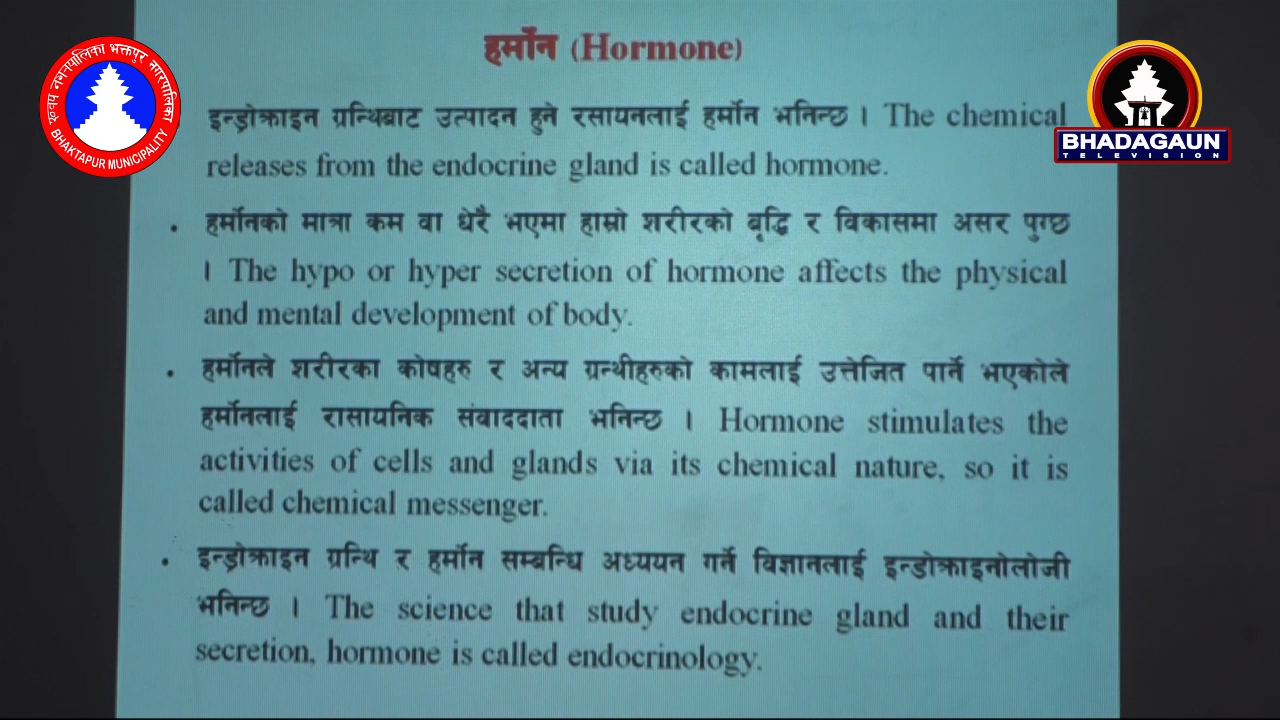 हर्मोन (Hormone)
इन्ड्रोक्राइन ग्रन्थिबाट उत्पादन हुने रसायनलाई हर्मोन भनिन्छ । The chemical
releases from the endocrine gland is called hormone.
• हर्मोनको मात्रा कम वा धेरै भएमा हाम्रो शरीरको बृद्धि र विकासमा असर पुग्छ
। The hypo or hyper secretion of hormone affects the physical
and mental development of body.
• हर्मोनले शरीरका कोषहरु र अन्य ग्रन्थीहरुको कामलाई उत्तेजित पार्ने भएकोले
हर्मोनलाई रासायनिक संवाददाता भनिन्छ । Hormone stimulates the
activities of cells and glands via its chemical nature, so it is
called chemical messenger.
• इन्ड्रोक्राइन ग्रन्थि र हर्मोन सम्बन्धि अध्ययन गर्ने विज्ञानलाई इन्डोक्राइनोलोजी
भनिन्छ । The science that study endocrine gland and their
secretion, hormone is called endocrinology.
भक्तपुर नगरपालिका
BHAKTAPUR MUNICIPALITY
BHADAGAUN
TELEVISION